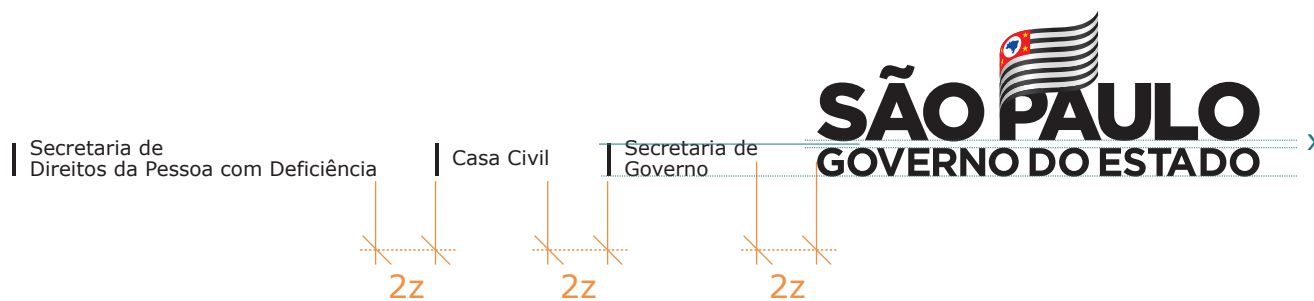 Secretaria de
Direitos da Pessoa com Deficiência
Casa Civil
Secretaria de
Governo
SÃO PAULO
GOVERNO DO ESTADO
x
2z
2z
2z